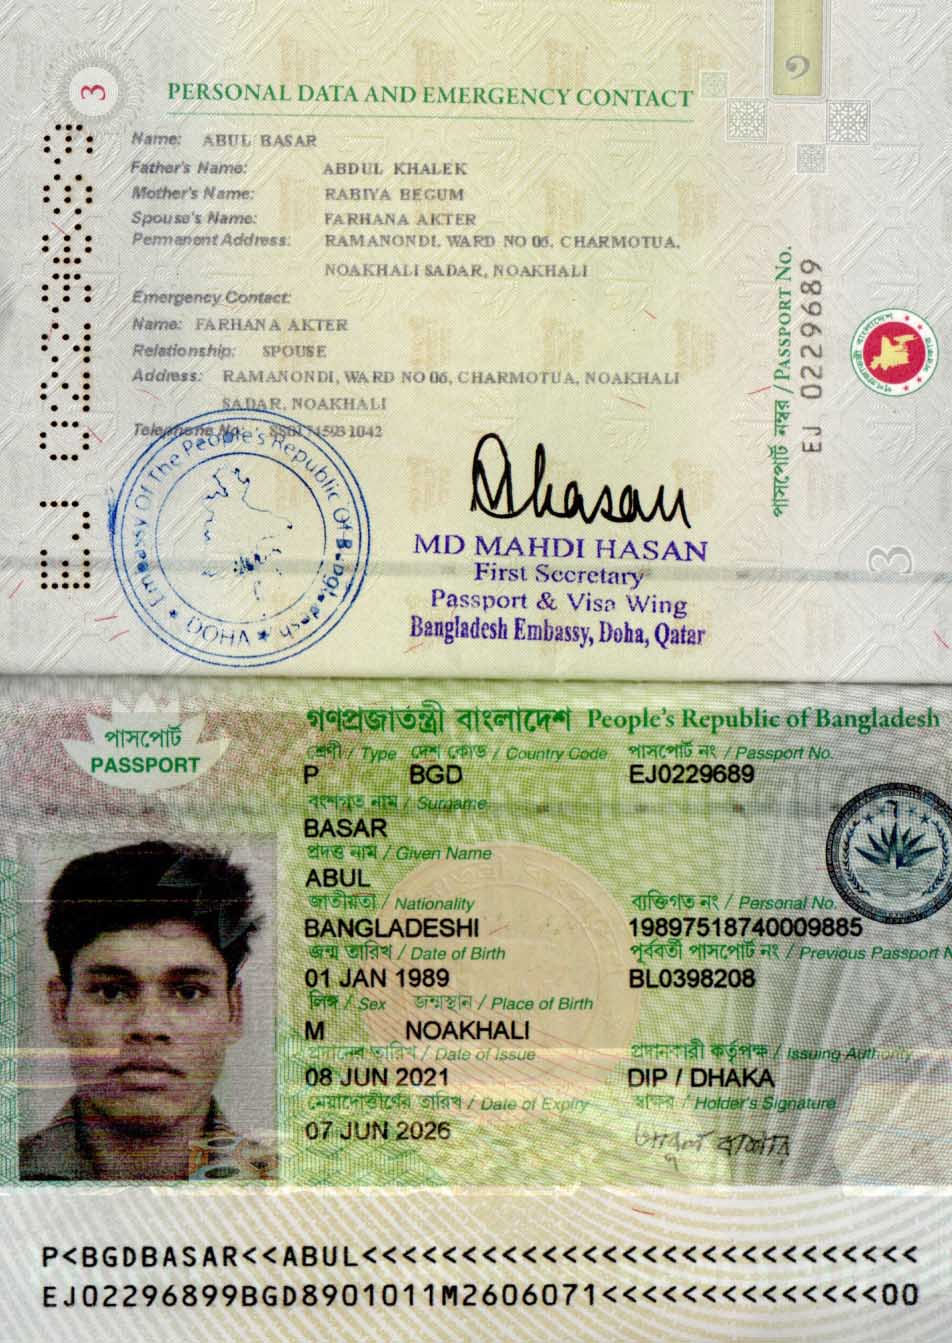 3
PERSONAL DATA AND EMERGENCY CONTACT
Name: ABUL BASAR
Father's Name: ABDUL KHALEK
Mother's Name: RABIYA BEGUM
Spouse's Name: FARHANA AKTER
Permanent Address: RAMANONDI, WARD NO 06, CHARMOTUA,
NOAKHALI SADAR, NOAKHALI
Emergency Contact:
Name: FARHANA AKTER
Relationship: SPOUSE
Address: RAMANONDI, WARD NO 06, CHARMOTUA, NOAKHALI
SADAR, NOAKHALI
Telephone No:
EJ 0229689
পাসপোর্ট নম্বর / PASSPORT No.
EJ 0229689
3
Embassy Of The People's Republic Of Bangladesh
DOHA
MD MAHDI HASAN
First Secretary
Passport & Visa Wing
Bangladesh Embassy, Doha, Qatar
পাসপোর্ট
PASSPORT
গণপ্রজাতন্ত্রী বাংলাদেশ People's Republic of Bangladesh
শ্রেণী / Type দেশ কোড / Country Code পাসপোর্ট নং / Passport No.
P BGD EJ0229689
বংশগত নাম / Surname
BASAR
প্রদত্ত নাম / Given Name
ABUL
জাতীয়তা / Nationality ব্যক্তিগত নং / Personal No.
BANGLADESHI 19897518740009885
জন্ম তারিখ / Date of Birth পূর্ববর্তী পাসপোর্ট নং / Previous Passport N
01 JAN 1989 BL0398208
লিঙ্গ / Sex জন্মস্থান / Place of Birth
M NOAKHALI
প্রদানের তারিখ / Date of Issue প্রদানকারী কর্তৃপক্ষ / Issuing Authority
08 JUN 2021 DIP / DHAKA
মেয়াদোত্তীর্ণের তারিখ / Date of Expiry স্বাক্ষর / Holder's Signature
07 JUN 2026 আবুল বাসার
P<BGDBASAR<<ABUL<<<<<<<<<<<<<<<<<<<<<<<<<<<<
EJ02296899BGD8901011M2606071<<<<<<<<<<<<<<00